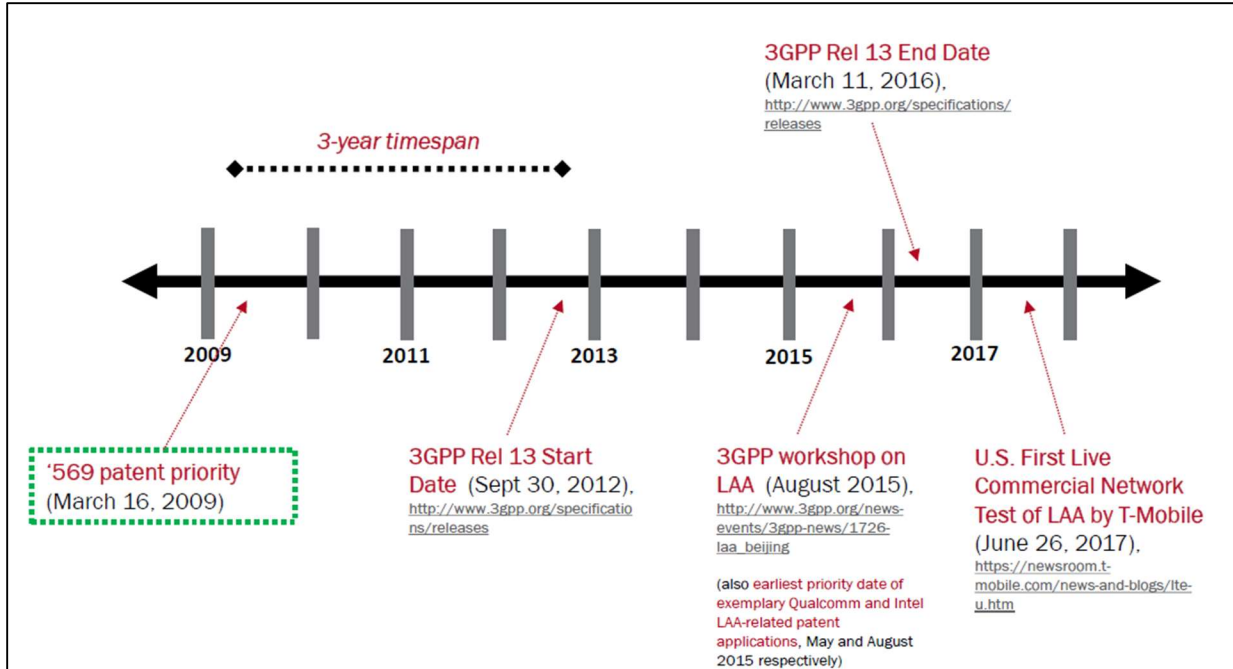 3GPP Rel 13 End Date
(March 11, 2016),
http://www.3gpp.org/specifications/
releases
3-year timespan
2009
2011
2013
2015
2017
‘569 patent priority
(March 16, 2009)
3GPP Rel 13 Start
Date (Sept 30, 2012),
http://www.3gpp.org/specificatio
ns/releases
3GPP workshop on
LAA (August 2015),
http://www.3gpp.org/news-
events/3gpp-news/1726-
laa_beijing
(also earliest priority date of
exemplary Qualcomm and Intel
LAA-related patent
applications, May and August
2015 respectively)
U.S. First Live
Commercial Network
Test of LAA by T-Mobile
(June 26, 2017),
https://newsroom.t-
mobile.com/news-and-blogs/lte-
u.htm